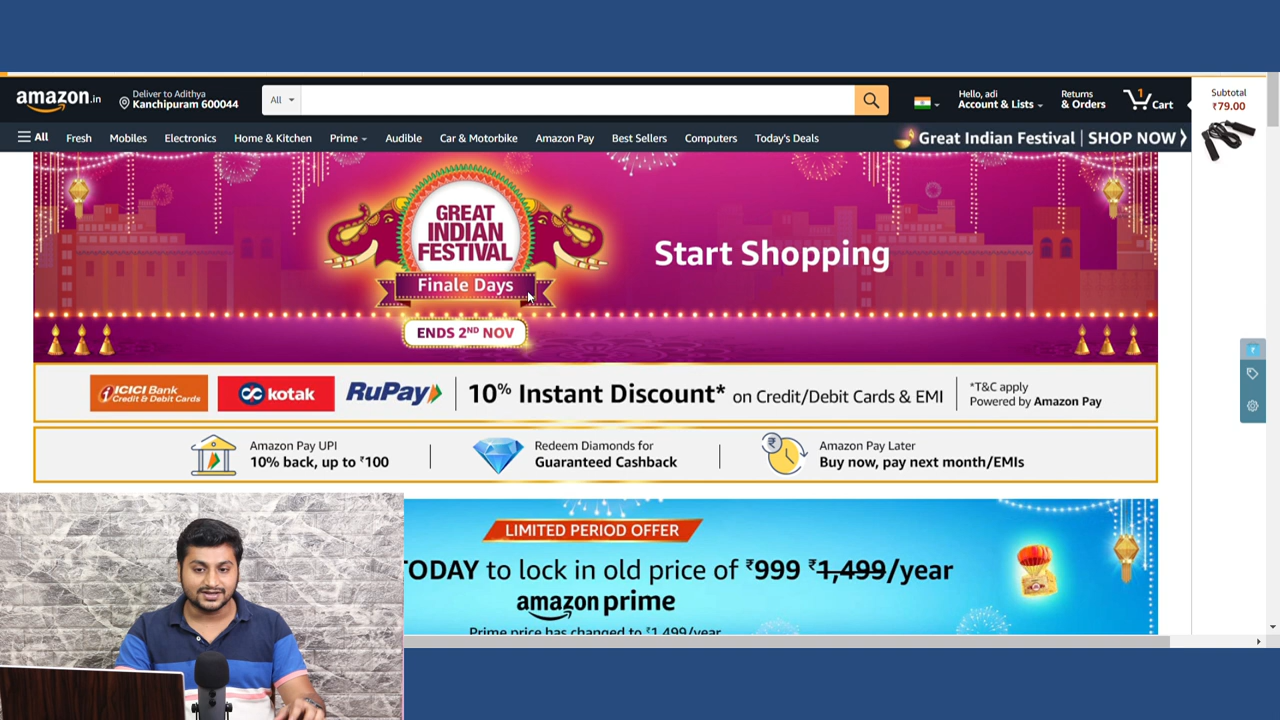 amazon.in
Deliver to Adithya
Kanchipuram 600044
All
Hello, adi
Account & Lists
Returns
& Orders
1
Cart
Subtotal
₹79.00
All
Fresh
Mobiles
Electronics
Home & Kitchen
Prime
Audible
Car & Motorbike
Amazon Pay
Best Sellers
Computers
Today's Deals
Great Indian Festival | SHOP NOW
GREAT
INDIAN
FESTIVAL
Finale Days
ENDS 2ND NOV
Start Shopping
ICICI Bank
Credit & Debit Cards
kotak
RuPay
10% Instant Discount* on Credit/Debit Cards & EMI
*T&C apply
Powered by Amazon Pay
Amazon Pay UPI
10% back, up to ₹100
Redeem Diamonds for
Guaranteed Cashback
Amazon Pay Later
Buy now, pay next month/EMIs
LIMITED PERIOD OFFER
TODAY to lock in old price of ₹999 ₹1,499/year
amazon prime
Prime price has changed to ₹1,499/year